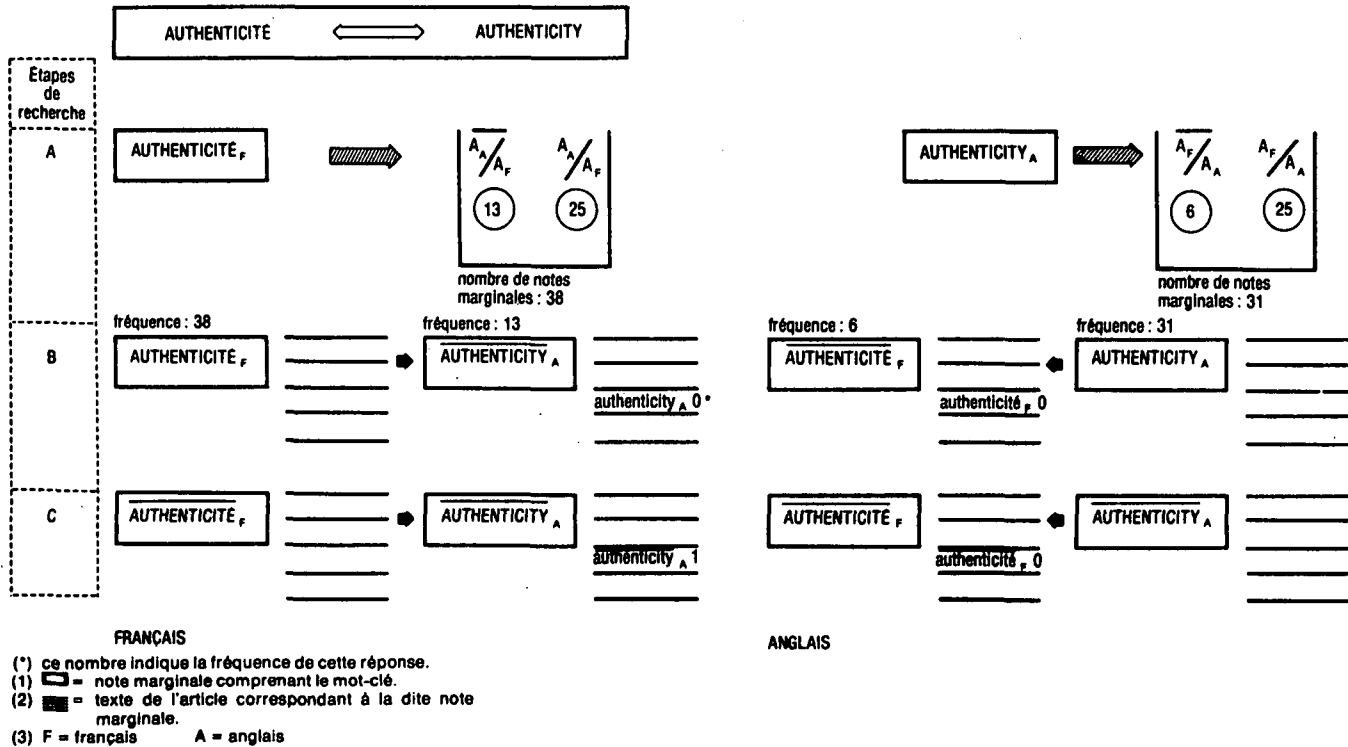 AUTHENTICITÉ AUTHENTICITY
Étapes
de
recherche
A
AUTHENTICITÉ F
A A / A F A A / A F
13 25
nombre de notes
marginales : 38
AUTHENTICITY A
A F / A A A F / A A
6 25
nombre de notes
marginales : 31
B
fréquence : 38
AUTHENTICITÉ F
fréquence : 13
AUTHENTICITY A
authenticity A 0*
fréquence : 6
AUTHENTICITÉ F
authenticité F 0
fréquence : 31
AUTHENTICITY A
C
AUTHENTICITÉ F
AUTHENTICITY A
authenticity A 1
AUTHENTICITÉ F
authenticité F 0
AUTHENTICITY A
FRANÇAIS
ANGLAIS
(*) ce nombre indique la fréquence de cette réponse.
(1) = note marginale comprenant le mot-clé.
(2) = texte de l'article correspondant à la dite note
marginale.
(3) F = français A = anglais